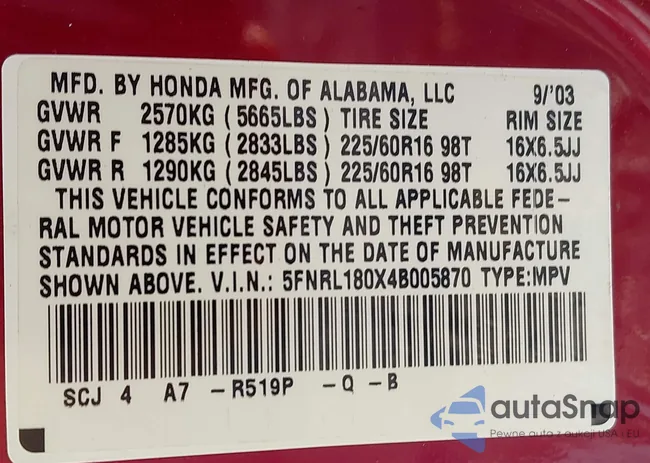 MFD. BY HONDA MFG. OF ALABAMA, LLC 9/'03
GVWR 2570KG (5665LBS) TIRE SIZE RIM SIZE
GVWR F 1285KG (2833LBS) 225/60R16 98T 16X6.5JJ
GVWR R 1290KG (2845LBS) 225/60R16 98T 16X6.5JJ
THIS VEHICLE CONFORMS TO ALL APPLICABLE FEDE-
RAL MOTOR VEHICLE SAFETY AND THEFT PREVENTION
STANDARDS IN EFFECT ON THE DATE OF MANUFACTURE
SHOWN ABOVE. V.I.N.: 5FNRL180X4B005870 TYPE:MPV
SCJ 4 A7 -R519P -Q -B
autaSnap
Pewne auta z aukcji USA - EU